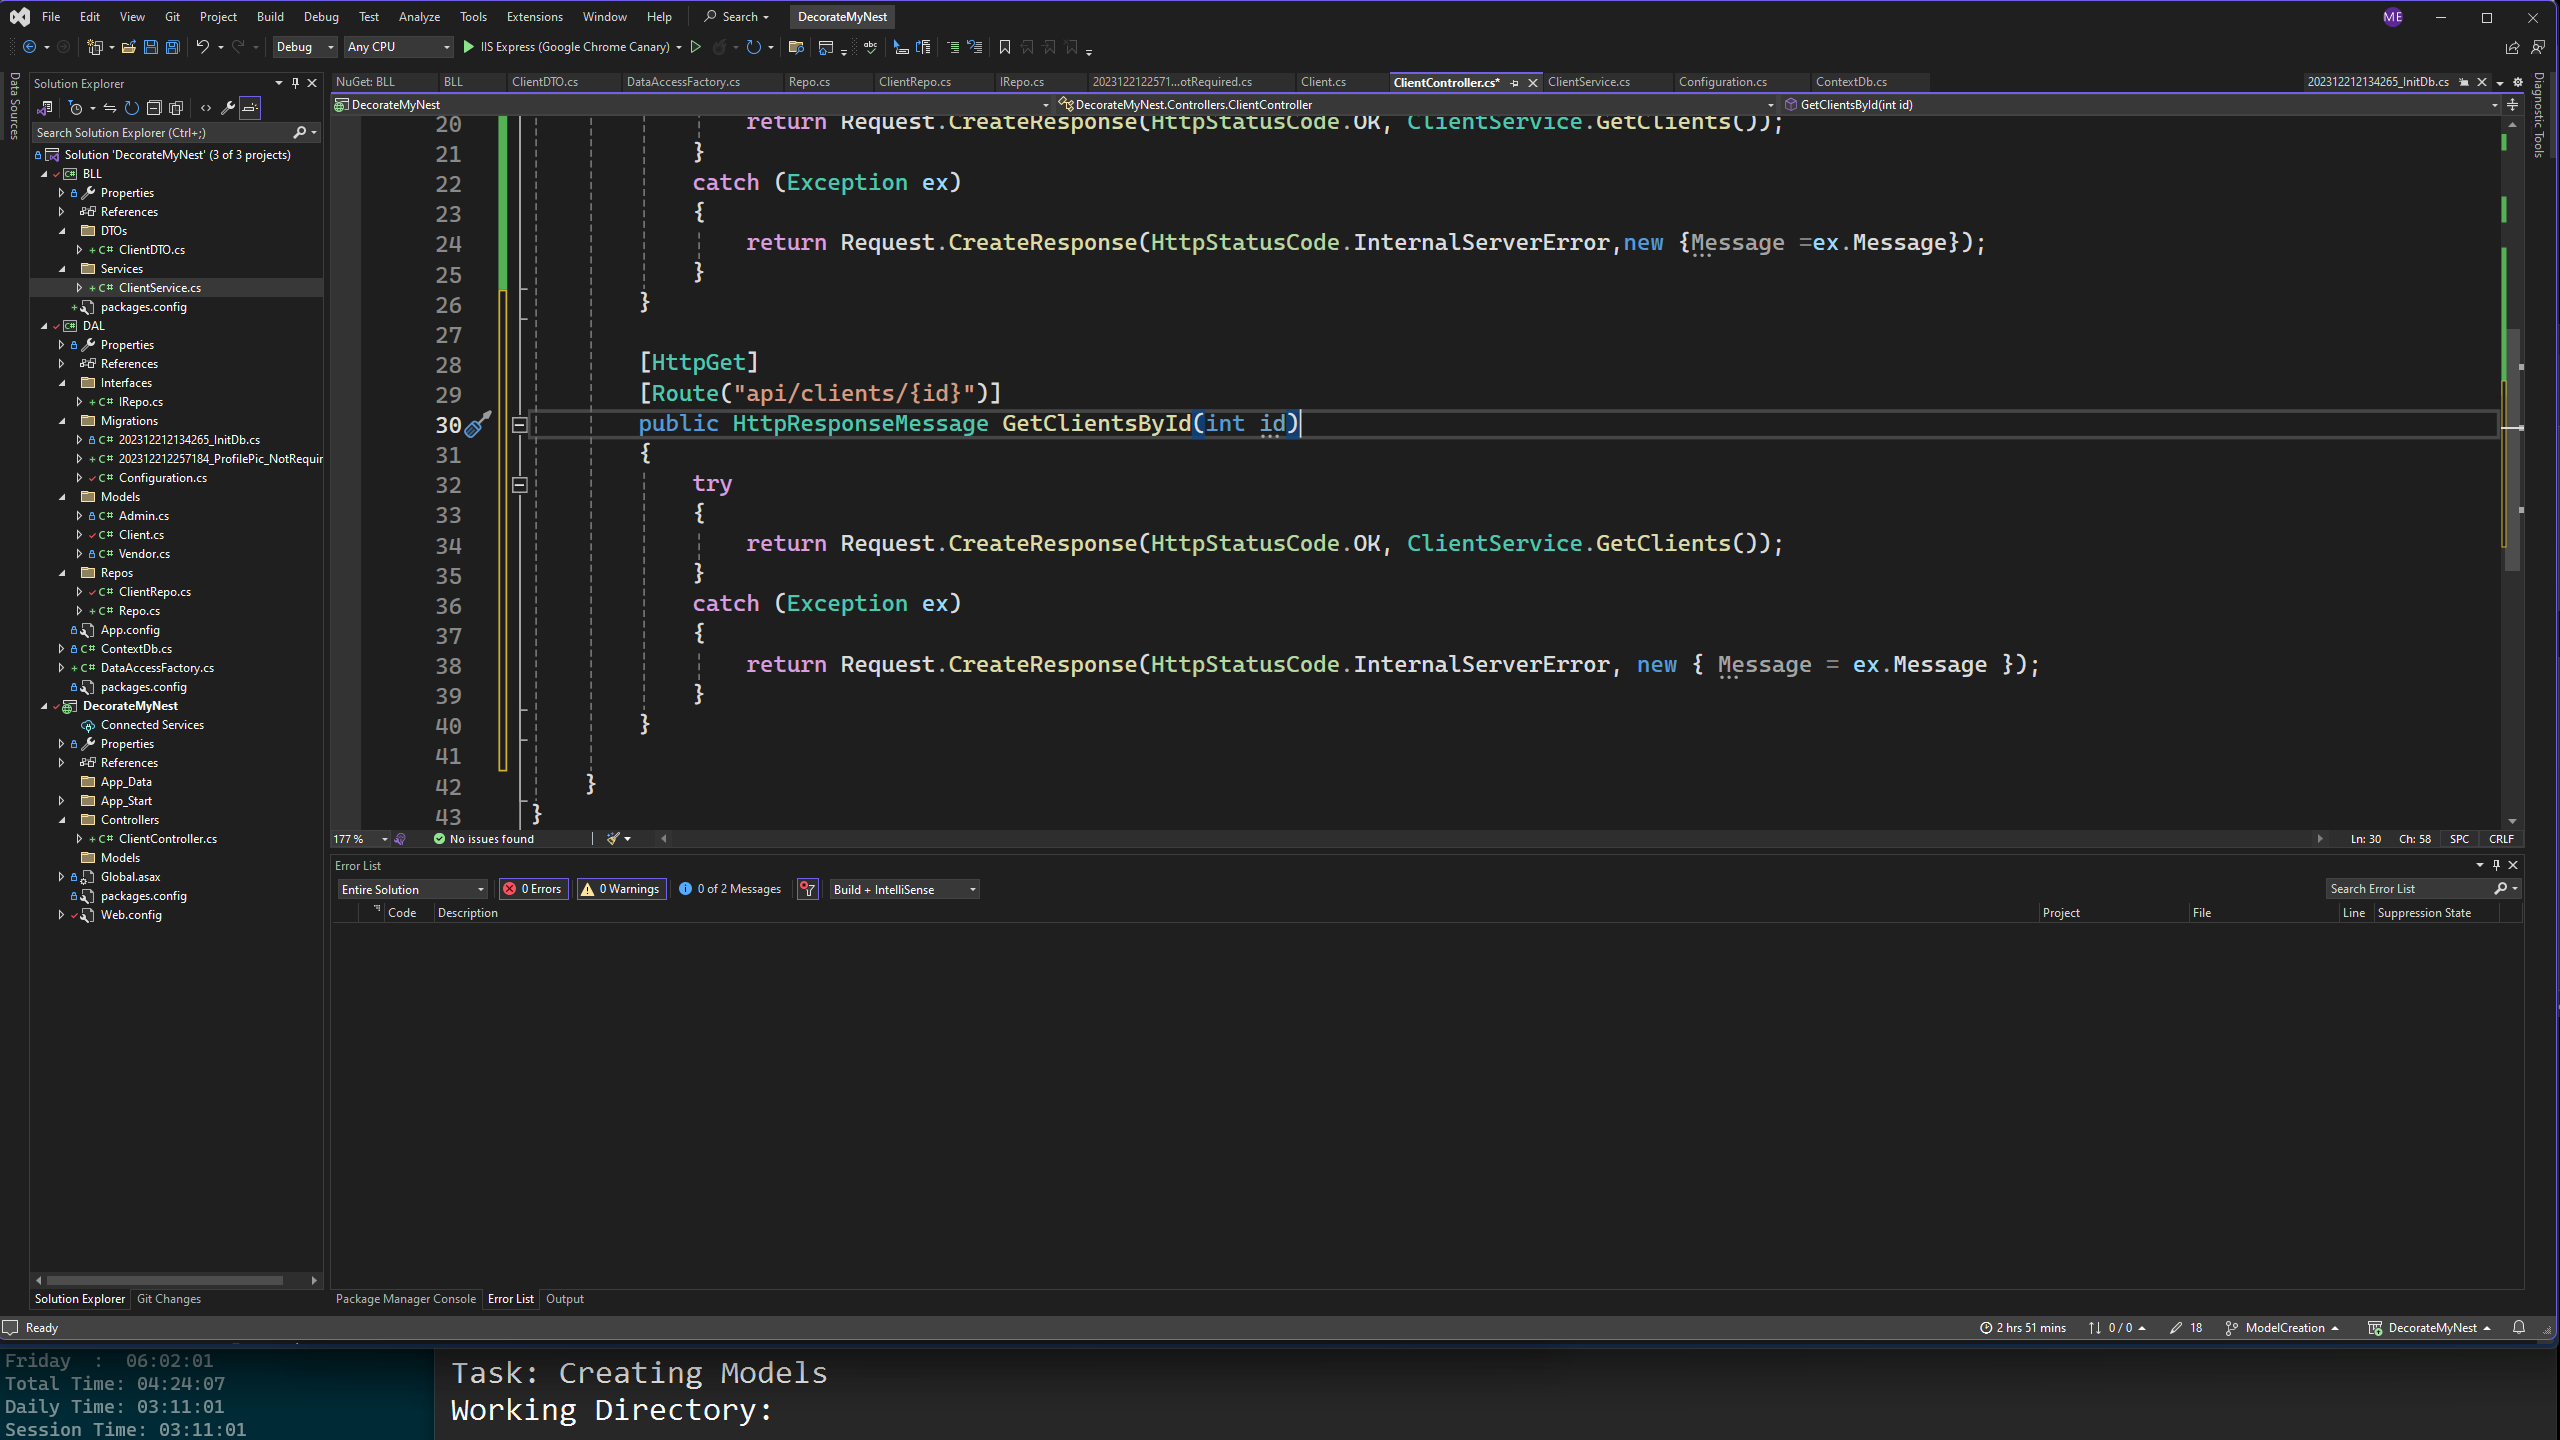 File Edit View Git Project Build Debug Test Analyze Tools Extensions Window Help Search DecorateMyNest ME
Debug Any CPU IIS Express (Google Chrome Canary)
Data Sources
Solution Explorer
Search Solution Explorer (Ctrl+;)
Solution 'DecorateMyNest' (3 of 3 projects)
BLL
Properties
References
DTOs
C# ClientDTO.cs
Services
C# ClientService.cs
packages.config
DAL
Properties
References
Interfaces
C# IRepo.cs
Migrations
C# 202312212134265_InitDb.cs
C# 202312212257184_ProfilePic_NotRequir
C# Configuration.cs
Models
C# Admin.cs
C# Client.cs
C# Vendor.cs
Repos
C# ClientRepo.cs
C# Repo.cs
App.config
C# ContextDb.cs
C# DataAccessFactory.cs
packages.config
DecorateMyNest
Connected Services
Properties
References
App_Data
App_Start
Controllers
C# ClientController.cs
Models
Global.asax
packages.config
Web.config
Solution Explorer Git Changes
NuGet: BLL BLL ClientDTO.cs DataAccessFactory.cs Repo.cs ClientRepo.cs IRepo.cs 2023122122571...otRequired.cs Client.cs ClientController.cs* ClientService.cs Configuration.cs ContextDb.cs 202312212134265_InitDb.cs
DecorateMyNest DecorateMyNest.Controllers.ClientController GetClientsById(int id)
20 return Request.CreateResponse(HttpStatusCode.OK, ClientService.GetClients());
21 }
22 catch (Exception ex)
23 {
24 return Request.CreateResponse(HttpStatusCode.InternalServerError,new {Message =ex.Message});
25 }
26 }
27
28 [HttpGet]
29 [Route("api/clients/{id}")]
30 public HttpResponseMessage GetClientsById(int id)
31 {
32 try
33 {
34 return Request.CreateResponse(HttpStatusCode.OK, ClientService.GetClients());
35 }
36 catch (Exception ex)
37 {
38 return Request.CreateResponse(HttpStatusCode.InternalServerError, new { Message = ex.Message });
39 }
40 }
41
42 }
43 }
177 % No issues found Ln: 30 Ch: 58 SPC CRLF
Diagnostic Tools
Error List
Entire Solution 0 Errors 0 Warnings 0 of 2 Messages Build + IntelliSense Search Error List
Code Description Project File Line Suppression State
Package Manager Console Error List Output
Ready 2 hrs 51 mins 0 / 0 18 ModelCreation DecorateMyNest
Friday : 06:02:01
Total Time: 04:24:07
Daily Time: 03:11:01
Session Time: 03:11:01
Task: Creating Models
Working Directory: